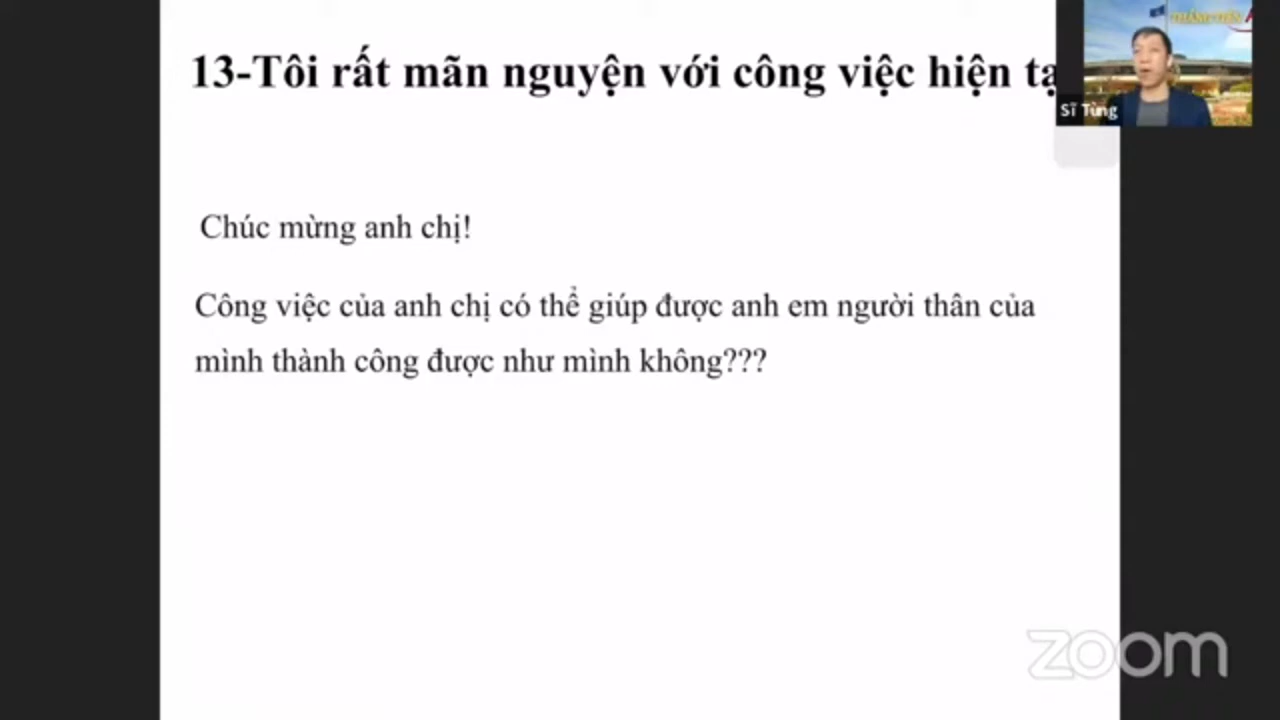 13-Tôi rất mãn nguyện với công việc hiện tạ
THẮNG TIẾN
Sĩ Tùng
Chúc mừng anh chị!
Công việc của anh chị có thể giúp được anh em người thân của
mình thành công được như mình không???
zoom